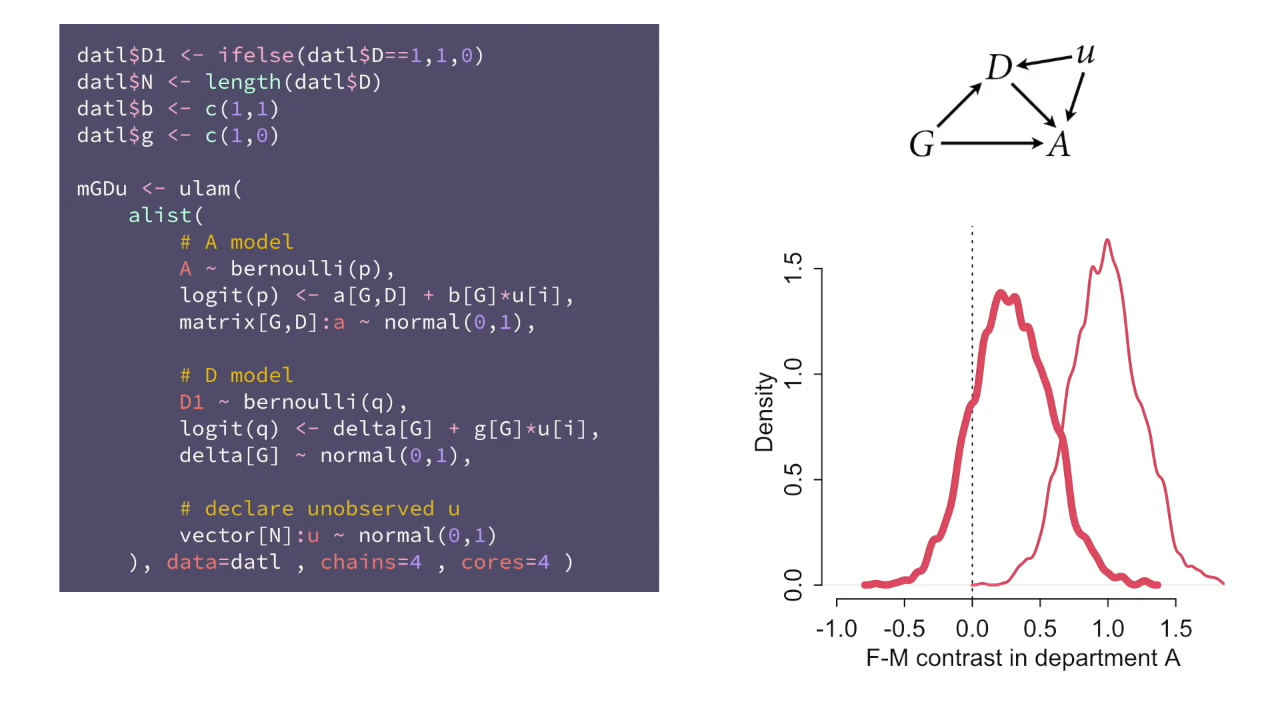 datl$D1 <- ifelse(datl$D==1,1,0)
datl$N <- length(datl$D)
datl$b <- c(1,1)
datl$g <- c(1,0)
mGDu <- ulam(
    alist(
        # A model
        A ~ bernoulli(p),
        logit(p) <- a[G,D] + b[G]*u[i],
        matrix[G,D]:a ~ normal(0,1),
        # D model
        D1 ~ bernoulli(q),
        logit(q) <- delta[G] + g[G]*u[i],
        delta[G] ~ normal(0,1),
        # declare unobserved u
        vector[N]:u ~ normal(0,1)
    ), data=datl , chains=4 , cores=4 )
D u
G A
Density
1.5
1.0
0.5
0.0
-1.0 -0.5 0.0 0.5 1.0 1.5
F-M contrast in department A